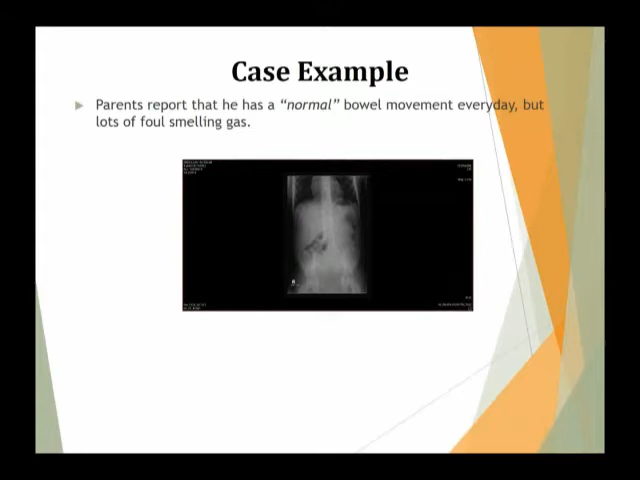 Case Example
Parents report that he has a “normal” bowel movement everyday, but
lots of foul smelling gas.